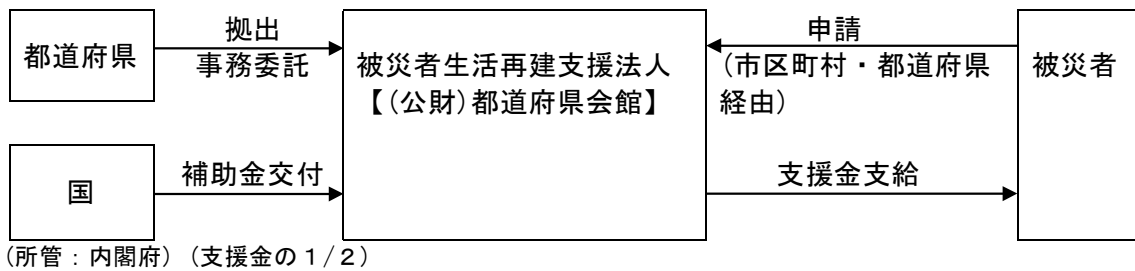 都道府県
拠出
事務委託
被災者生活再建支援法人
【(公財)都道府県会館】
申請
(市区町村・都道府県
経由)
被災者
国
補助金交付
支援金支給
(所管：内閣府)(支援金の1/2)